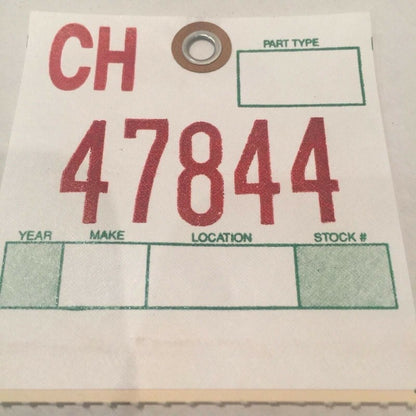 CH
PART TYPE
47844
YEAR MAKE LOCATION STOCK #